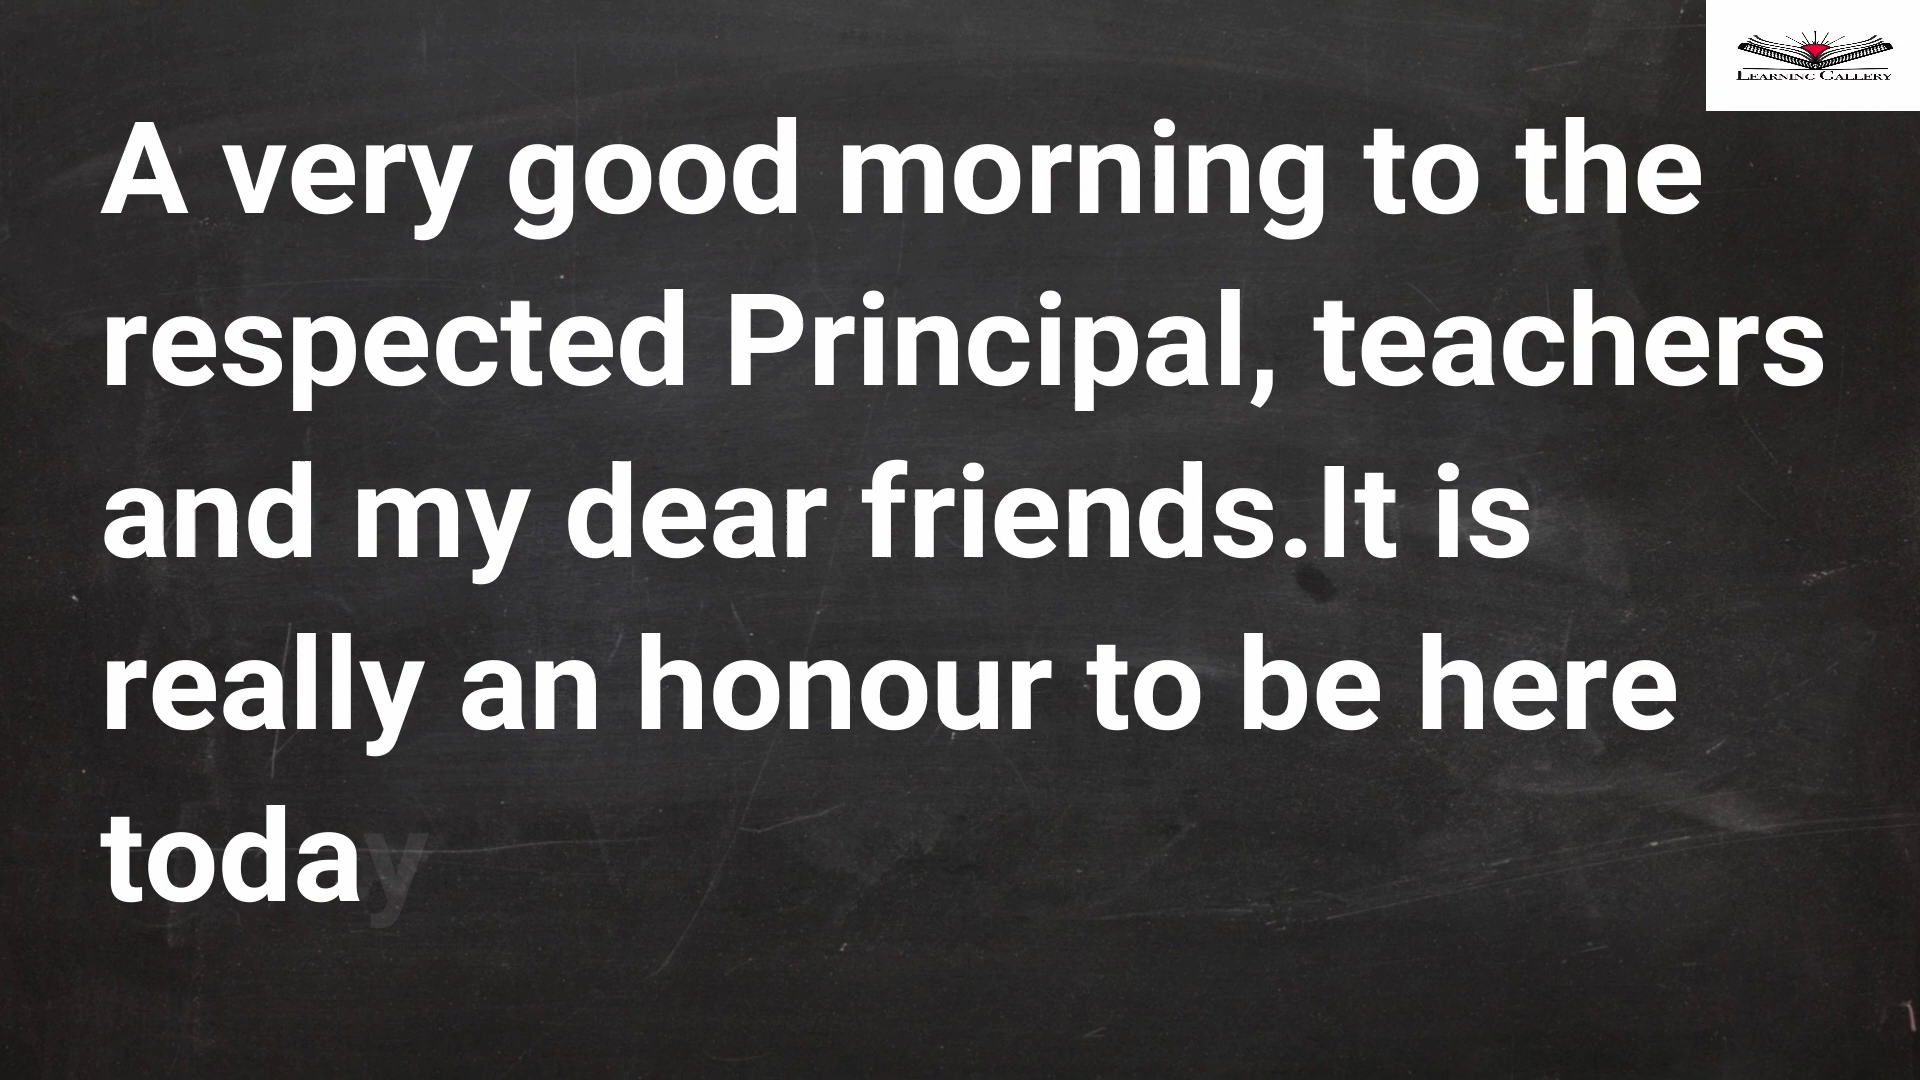 LEARNING GALLERY
A very good morning to the
respected Principal, teachers
and my dear friends.It is
really an honour to be here
today